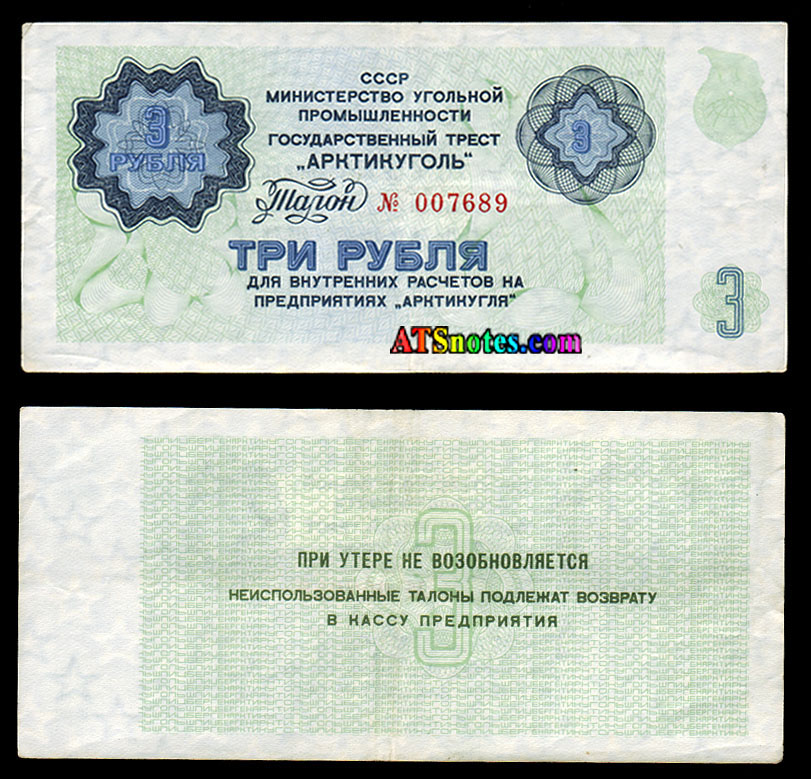 СССР
МИНИСТЕРСТВО УГОЛЬНОЙ
ПРОМЫШЛЕННОСТИ
ГОСУДАРСТВЕННЫЙ ТРЕСТ
„АРКТИКУГОЛЬ“
Талон № 007689
3
РУБЛЯ
3
ТРИ РУБЛЯ
ДЛЯ ВНУТРЕННИХ РАСЧЕТОВ НА
ПРЕДПРИЯТИЯХ „АРКТИКУГЛЯ“
3
ATSnotes.com
3
ПРИ УТЕРЕ НЕ ВОЗОБНОВЛЯЕТСЯ
НЕИСПОЛЬЗОВАННЫЕ ТАЛОНЫ ПОДЛЕЖАТ ВОЗВРАТУ
В КАССУ ПРЕДПРИЯТИЯ